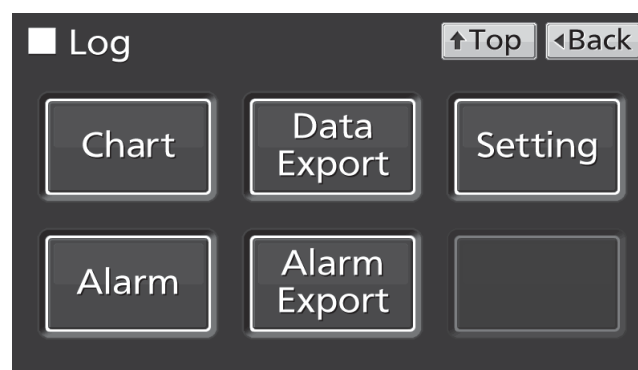 Log
Top
Back
Chart
Data
Export
Setting
Alarm
Alarm
Export